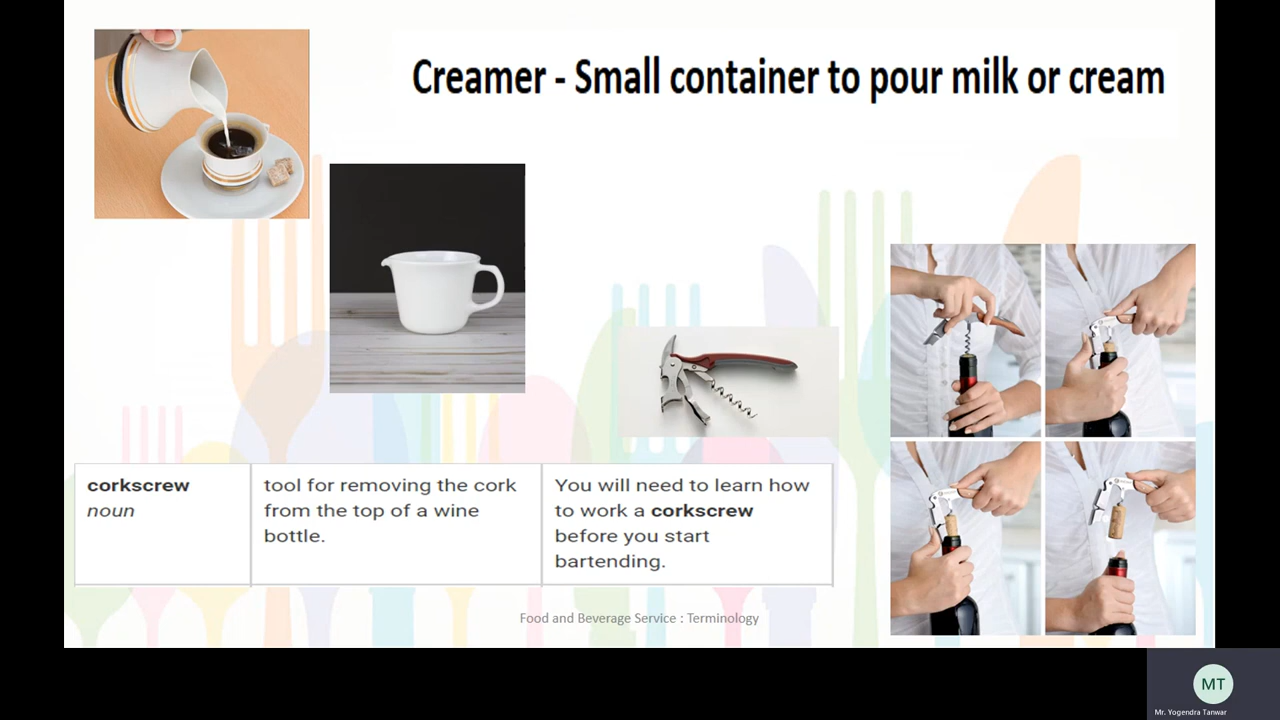 Creamer - Small container to pour milk or cream
corkscrew
noun
tool for removing the cork
from the top of a wine
bottle.
You will need to learn how
to work a corkscrew
before you start
bartending.
Food and Beverage Service : Terminology
MT
Mr. Yogendra Tanwar